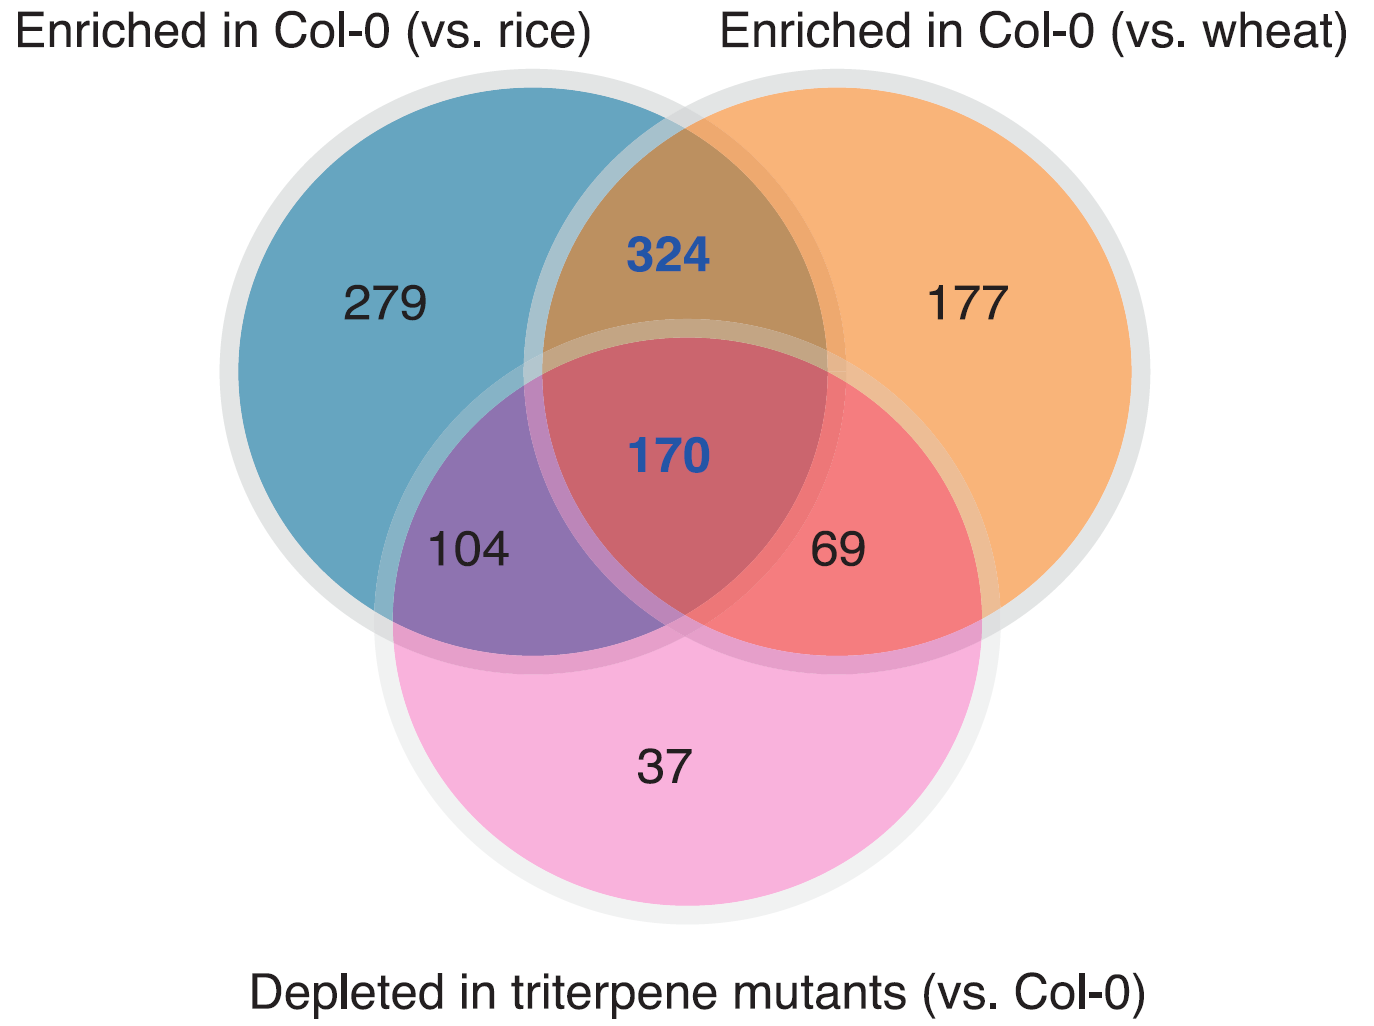 Enriched in Col-0 (vs. rice)
Enriched in Col-0 (vs. wheat)
324
279
177
170
104
69
37
Depleted in triterpene mutants (vs. Col-0)